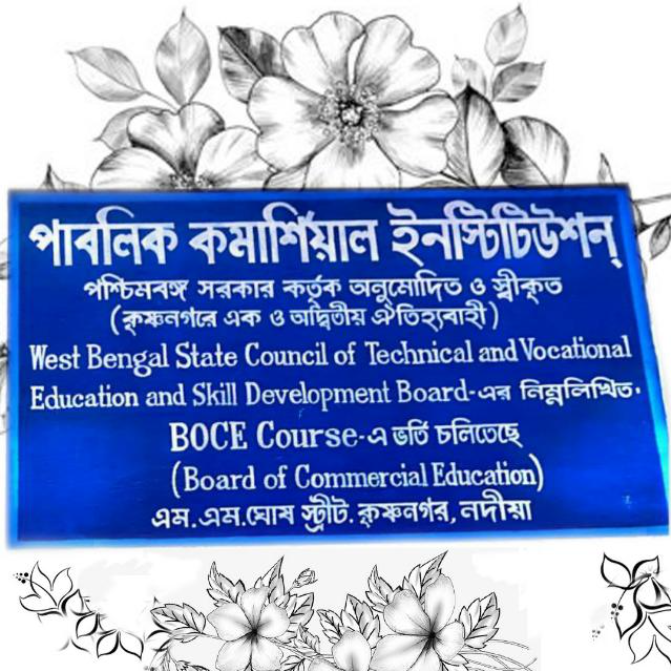 পাবলিক কমার্শিয়াল ইনস্টিটিউশন্
পশ্চিমবঙ্গ সরকার কর্তৃক অনুমোদিত ও স্বীকৃত
(কৃষ্ণনগরে এক ও অদ্বিতীয় ঐতিহ্যবাহী)
West Bengal State Council of Technical and Vocational
Education and Skill Development Board-এর নিম্নলিখিত.
BOCE Course-এ ভর্তি চলিতেছে
(Board of Commercial Education)
এম.এম.ঘোষ স্ট্রীট. কৃষ্ণনগর, নদীয়া